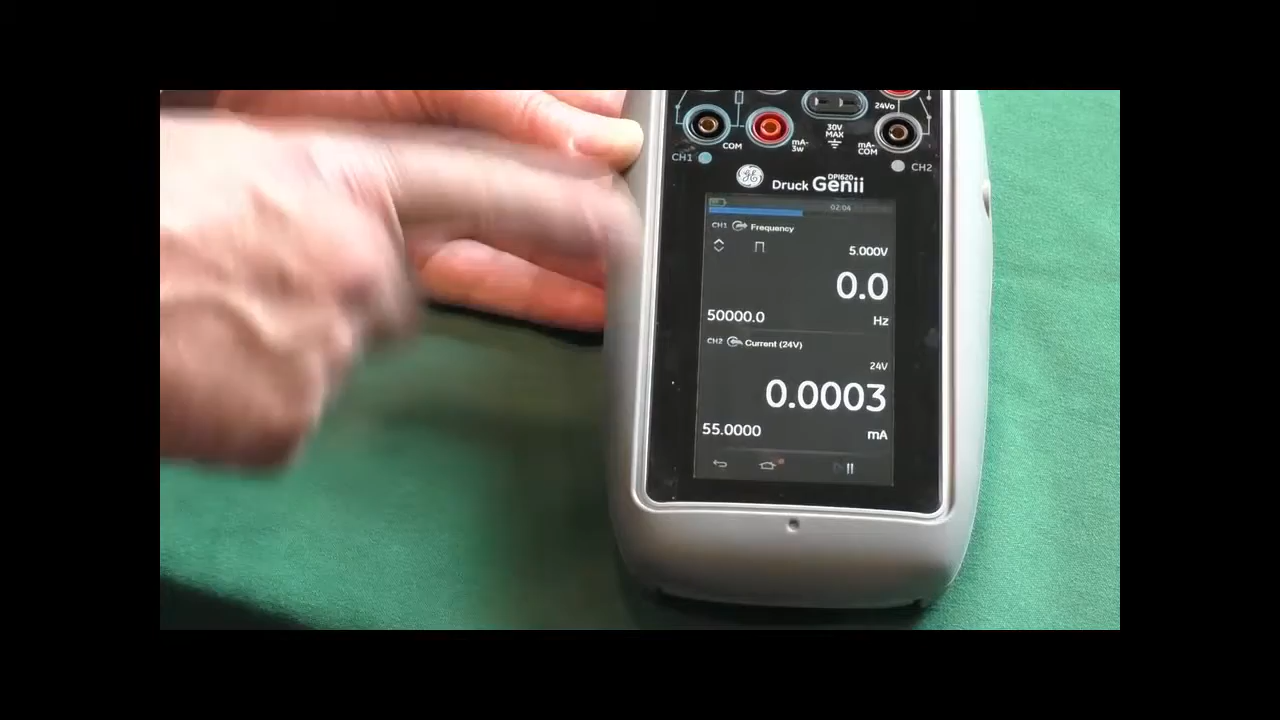 24Vo
COM
mA-
3w
30V
MAX
mA-
COM
CH1
CH2
GE
DPI620
Druck Genii
02:04
CH1 Frequency
5.000V
0.0
50000.0 Hz
CH2 Current (24V)
24V
0.0003
55.0000 mA